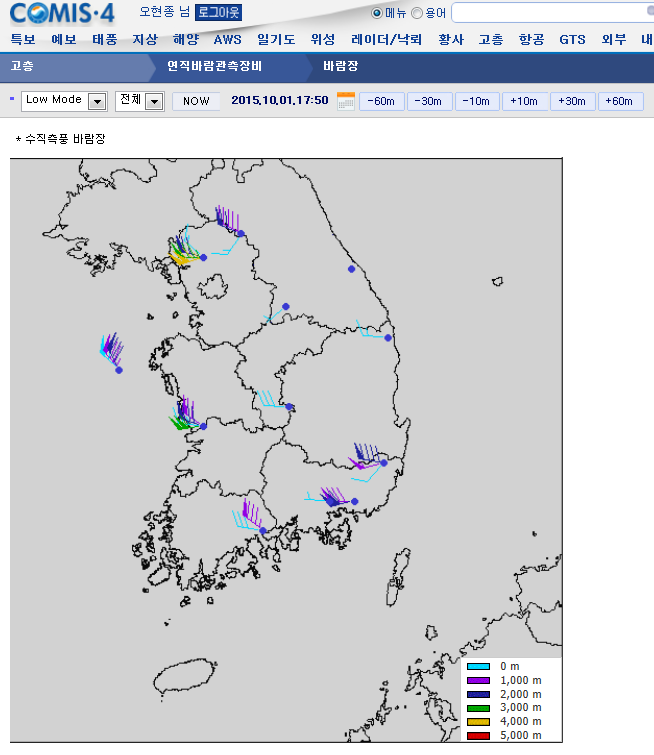 COMIS·4
오현종 님 로그아웃
메뉴 용어
특보 예보 태풍 지상 해양 AWS 일기도 위성 레이더/낙뢰 황사 고층 항공 GTS 외부 내
고층 연직바람관측장비 바람장
Low Mode 전체 NOW 2015.10.01.17:50 -60m -30m -10m +10m +30m +60m
* 수직측풍 바람장
0 m
1,000 m
2,000 m
3,000 m
4,000 m
5,000 m